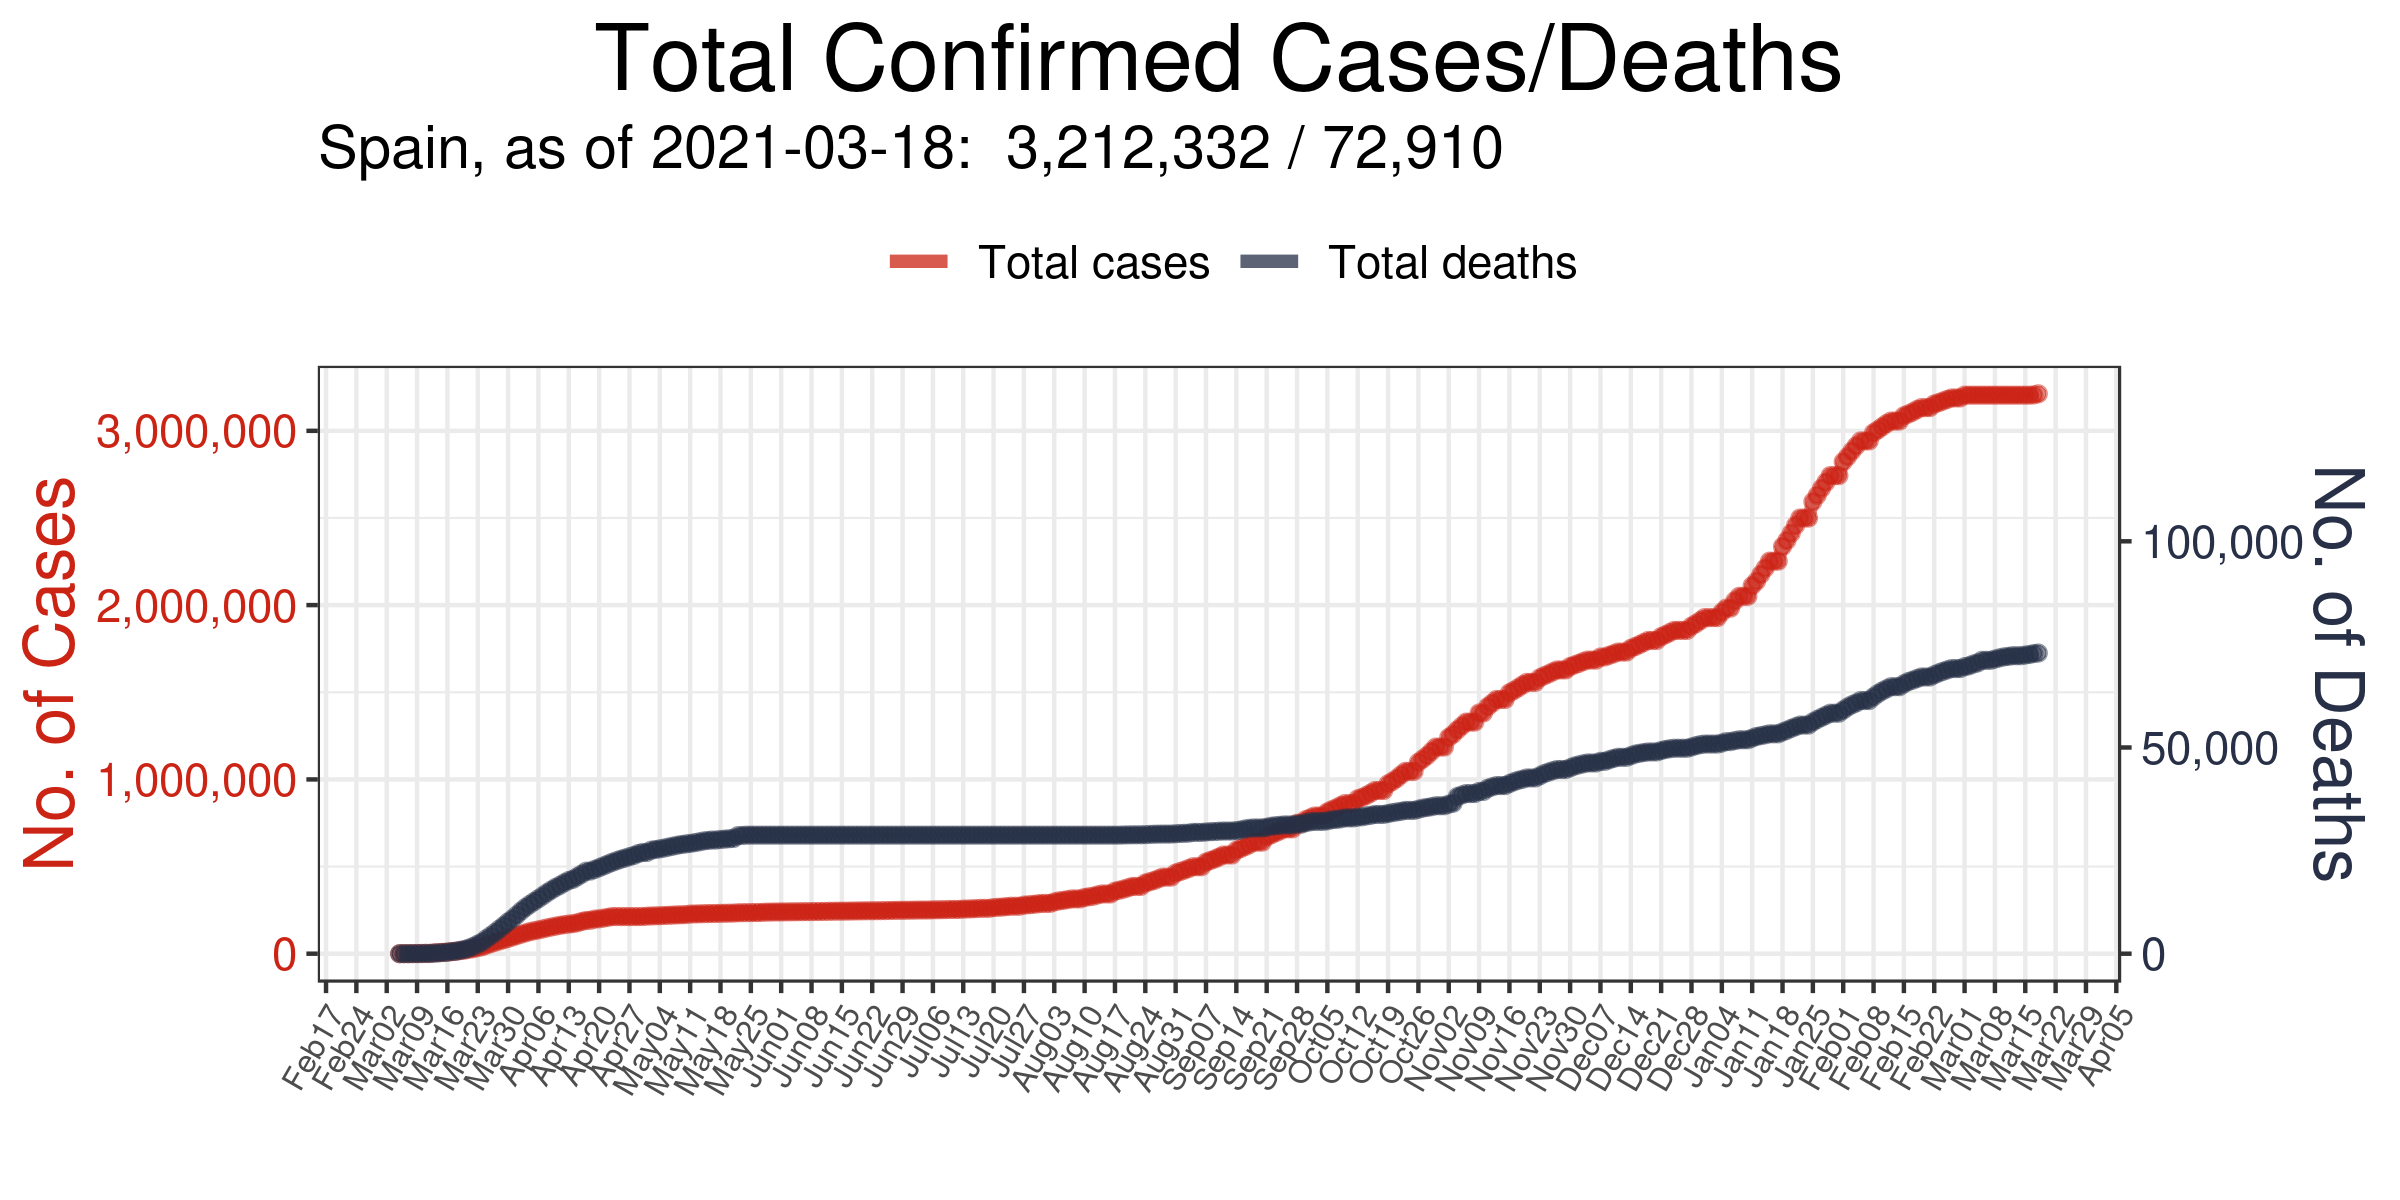 Total Confirmed Cases/Deaths
Spain, as of 2021-03-18:  3,212,332 / 72,910
Total cases
Total deaths
No. of Cases
3,000,000
2,000,000
1,000,000
0
No. of Deaths
100,000
50,000
0
Feb17
Feb24
Mar02
Mar09
Mar16
Mar23
Mar30
Apr06
Apr13
Apr20
Apr27
May04
May11
May18
May25
Jun01
Jun08
Jun15
Jun22
Jun29
Jul06
Jul13
Jul20
Jul27
Aug03
Aug10
Aug17
Aug24
Aug31
Sep07
Sep14
Sep21
Sep28
Oct05
Oct12
Oct19
Oct26
Nov02
Nov09
Nov16
Nov23
Nov30
Dec07
Dec14
Dec21
Dec28
Dec04
Jan11
Jan18
Jan25
Jan01
Feb08
Feb08
Feb15
Feb22
Mar01
Mar08
Mar15
Mar22
Mar29
Apr05